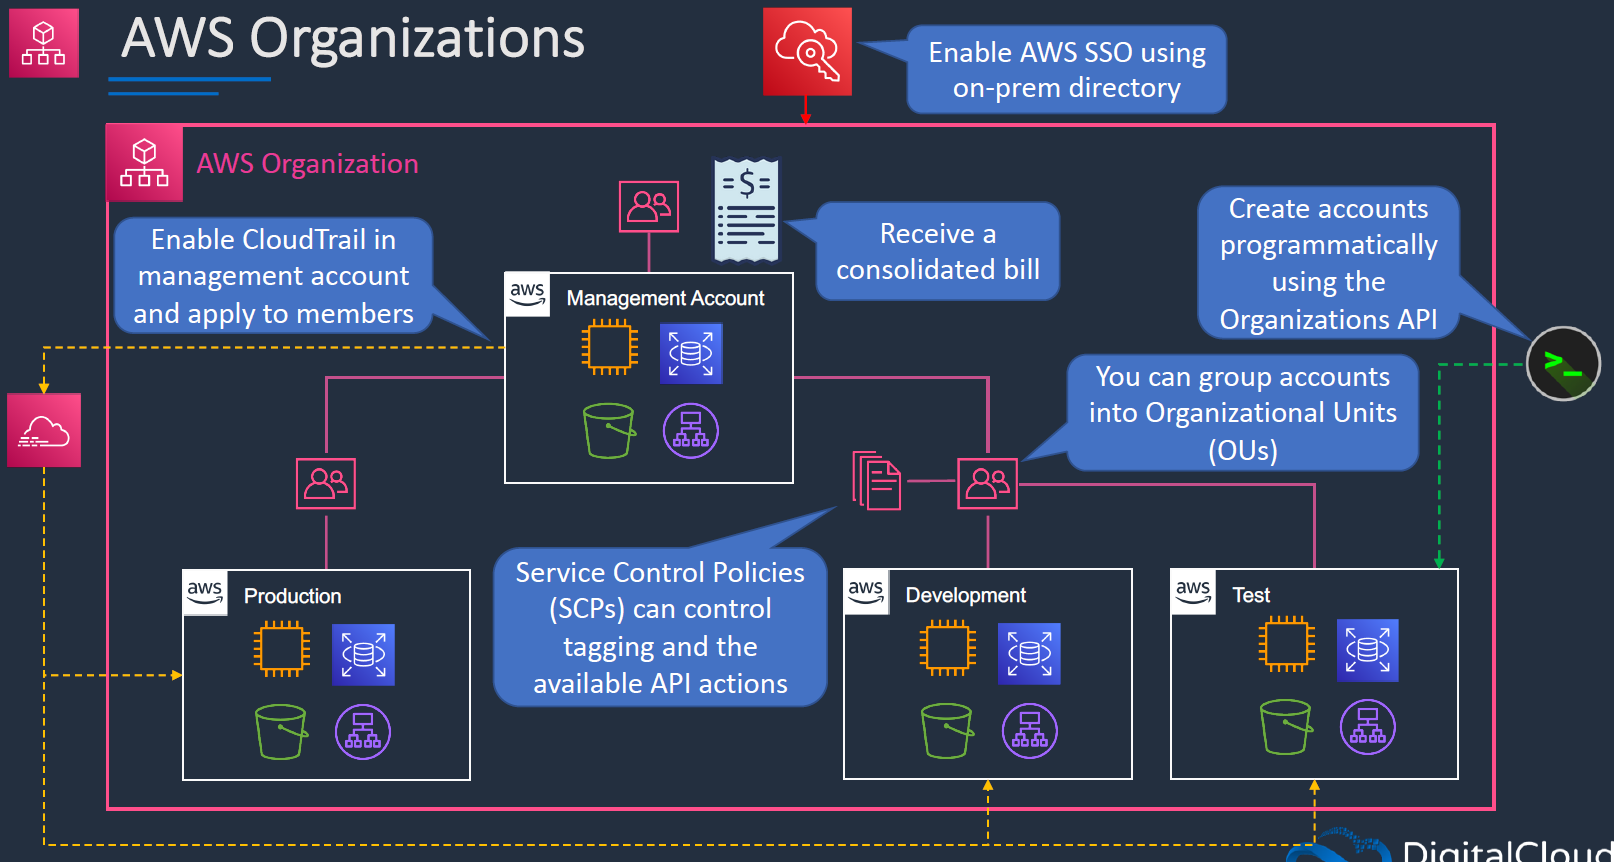 AWS Organizations
Enable AWS SSO using
on-prem directory
AWS Organization
Enable CloudTrail in
management account
and apply to members
$
Receive a
consolidated bill
Create accounts
programmatically
using the
Organizations API
aws
Management Account
>_
You can group accounts
into Organizational Units
(OUs)
Service Control Policies
(SCPs) can control
tagging and the
available API actions
aws
Production
aws
Development
aws
Test
DigitalCloud